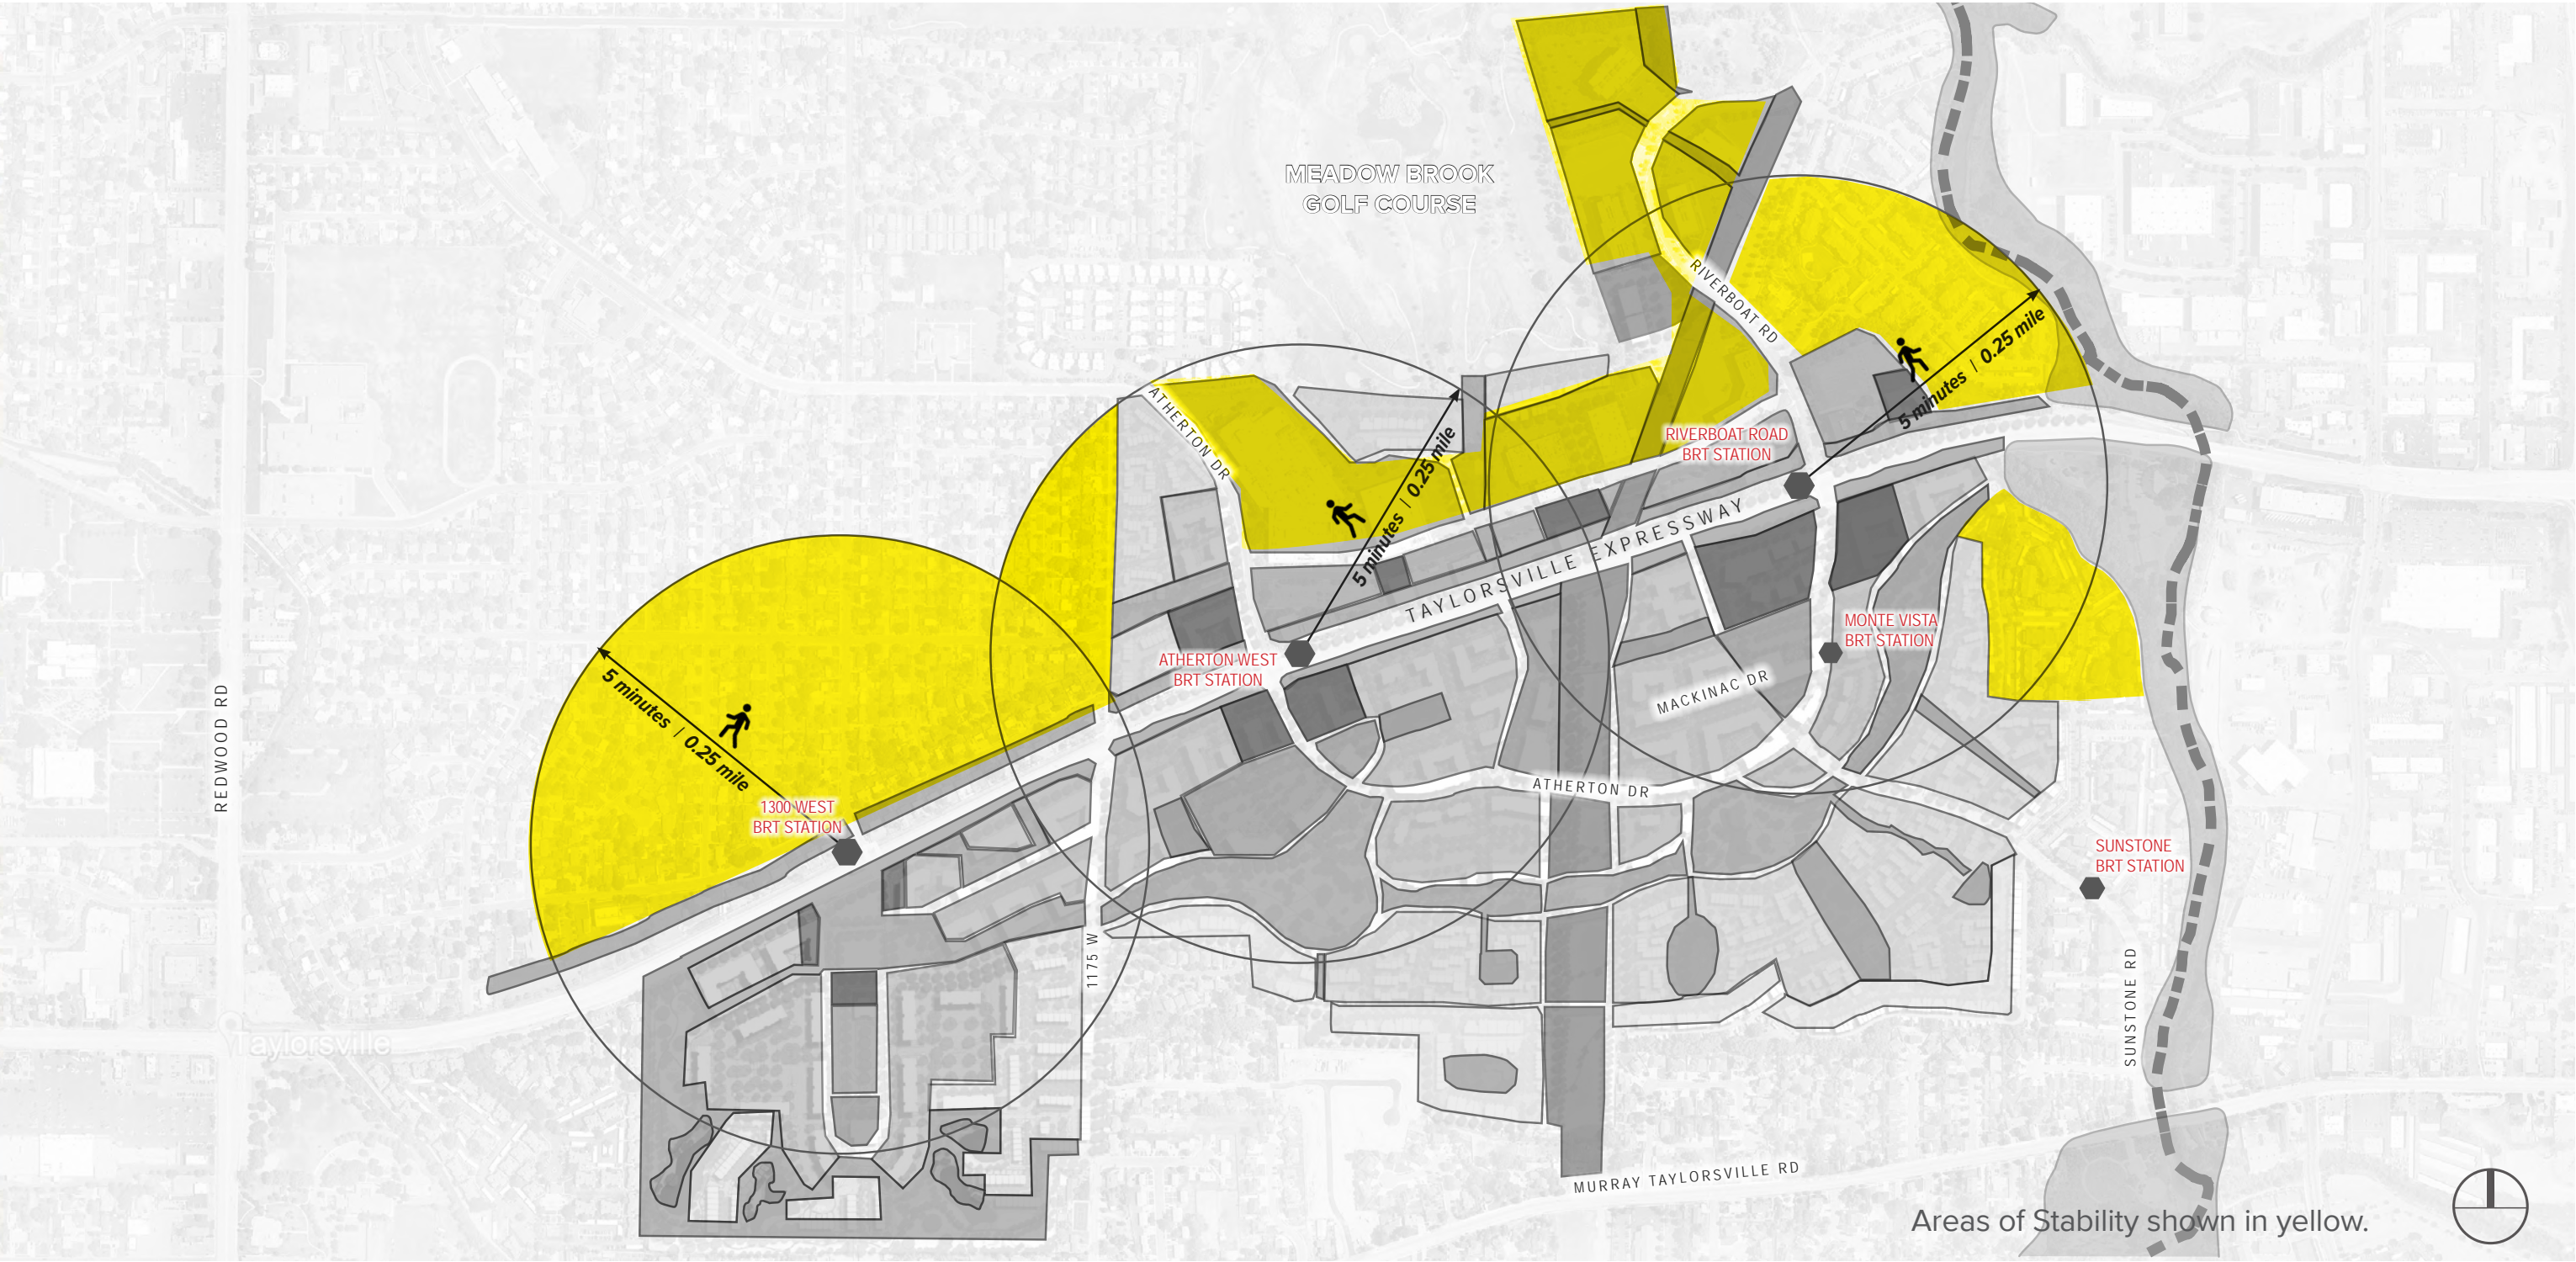 MEADOW BROOK
GOLF COURSE
RIVERBOAT RD
5 minutes | 0.25 mile
ATHERTON DR
RIVERBOAT ROAD
BRT STATION
5 minutes | 0.25 mile
TAYLORSVILLE EXPRESSWAY
MONTE VISTA
BRT STATION
ATHERTON WEST
BRT STATION
MACKINAC DR
REDWOOD RD
5 minutes | 0.25 mile
1300 WEST
BRT STATION
ATHERTON DR
SUNSTONE
BRT STATION
1175 W
SUNSTONE RD
Taylorsville
MURRAY TAYLORSVILLE RD
Areas of Stability shown in yellow.